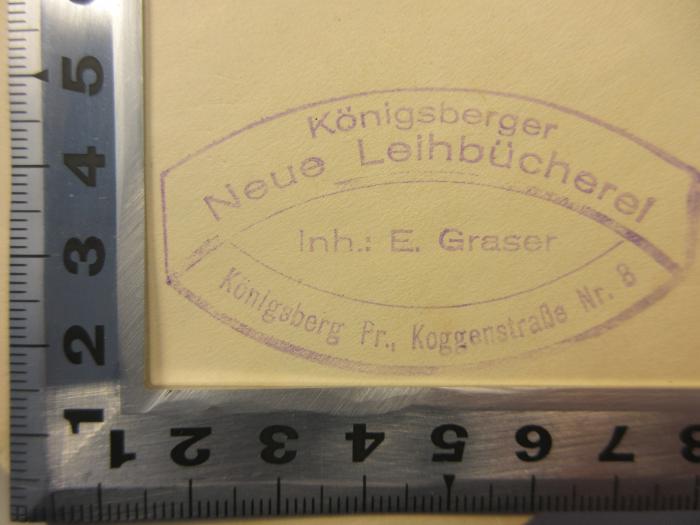 Königsberger
Neue Leihbücherei
Inh.: E. Graser
Königsberg Pr., Koggenstraße Nr. 8
5
4
3
2
1
1 2 3 4 5 6 7 8